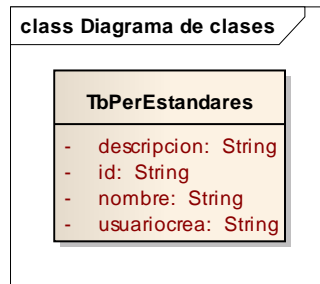 class Diagrama de clases
TbPerEstandares
- descripcion: String
- id: String
- nombre: String
- usuariocrea: String